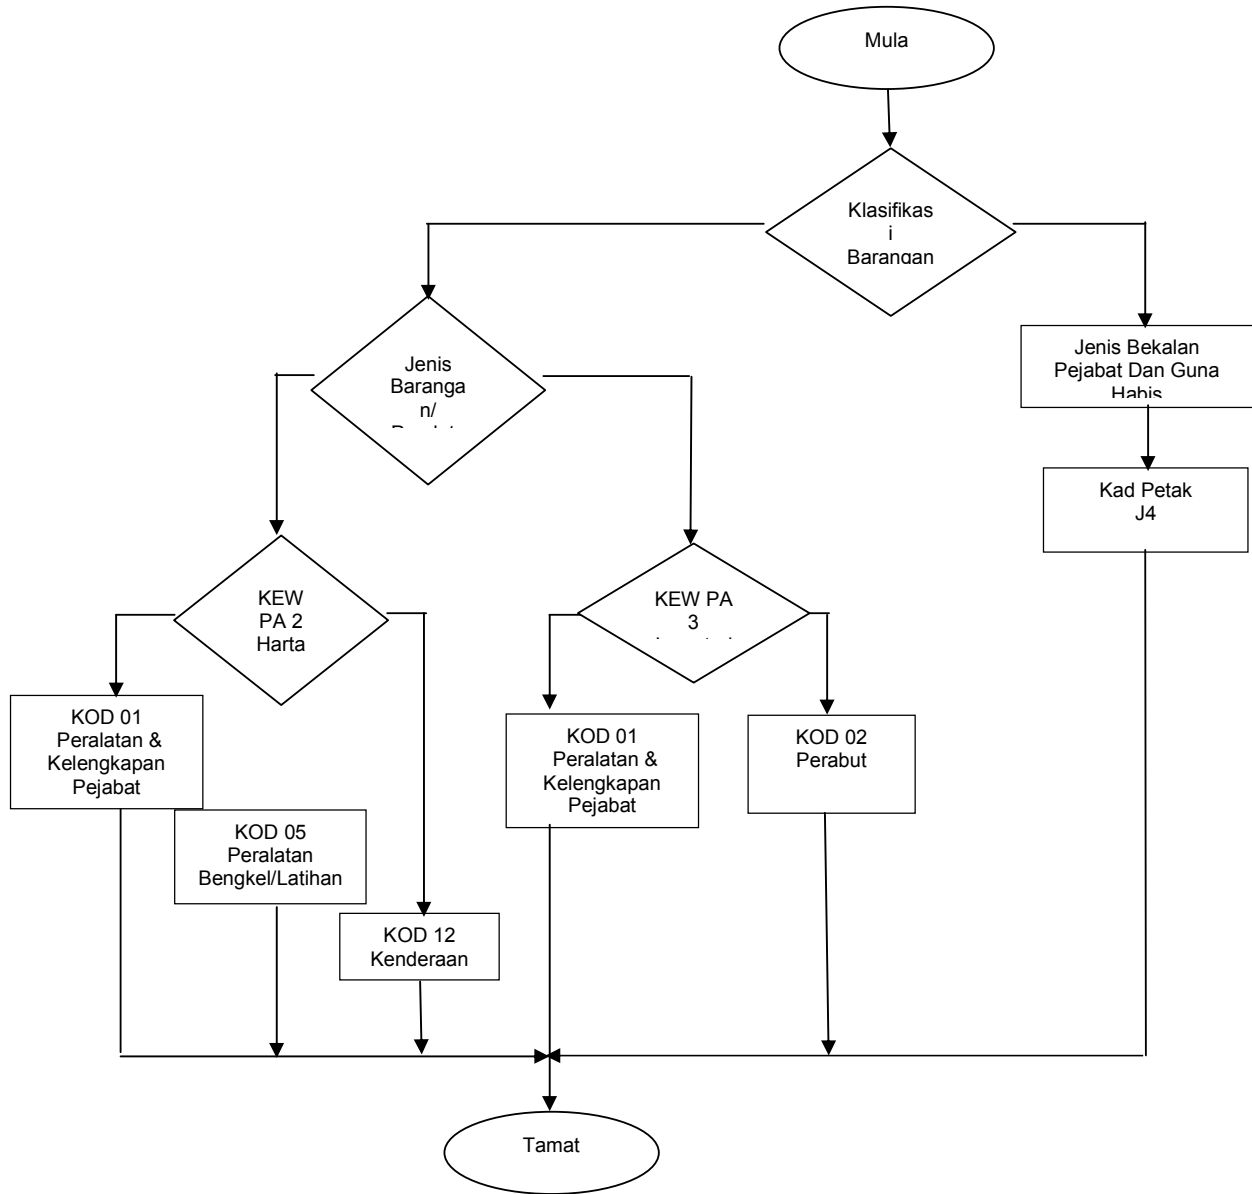 Mula
Klasifikas
i
Barangan
Jenis
Baranga
n/
Jenis Bekalan
Pejabat Dan Guna
Habis
Kad Petak
J4
KEW
PA 2
Harta
KEW PA
3
KOD 01
Peralatan &
Kelengkapan
Pejabat
KOD 05
Peralatan
Bengkel/Latihan
KOD 12
Kenderaan
KOD 01
Peralatan &
Kelengkapan
Pejabat
KOD 02
Perabut
Tamat